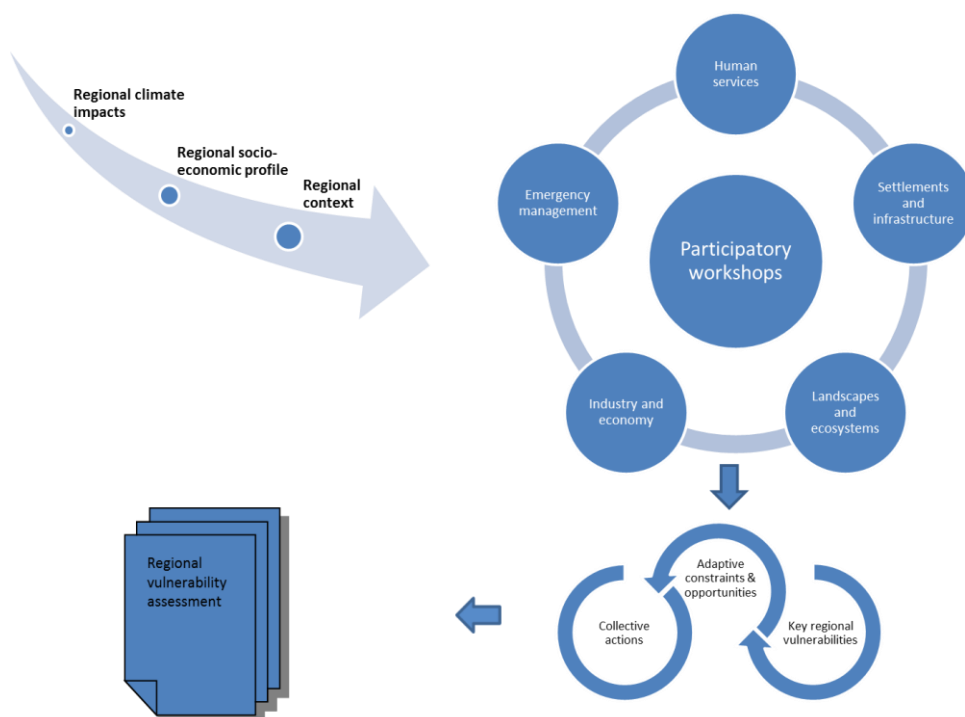 Regional climate
impacts
Regional socio-
economic profile
Regional
context
Human
services
Emergency
management
Settlements
and
infrastructure
Participatory
workshops
Industry and
economy
Landscapes
and
ecosystems
Regional
vulnerability
assessment
Collective
actions
Adaptive
constraints &
opportunities
Key regional
vulnerabilities